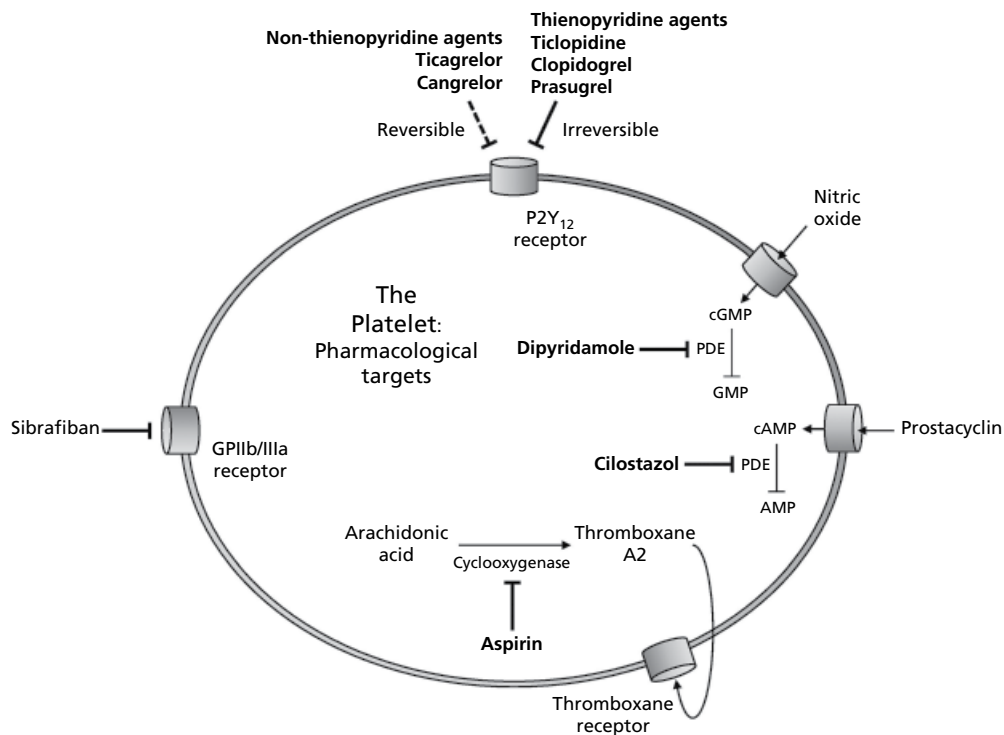 Non-thienopyridine agents
Ticagrelor
Cangrelor
Thienopyridine agents
Ticlopidine
Clopidogrel
Prasugrel
Reversible
Irreversible
P2Y12
receptor
Nitric
oxide
The
Platelet:
Pharmacological
targets
cGMP
Dipyridamole
PDE
GMP
Sibrafiban
GPIIb/IIIa
receptor
cAMP
Prostacyclin
Cilostazol
PDE
AMP
Arachidonic
acid
Cyclooxygenase
Thromboxane
A2
Aspirin
Thromboxane
receptor